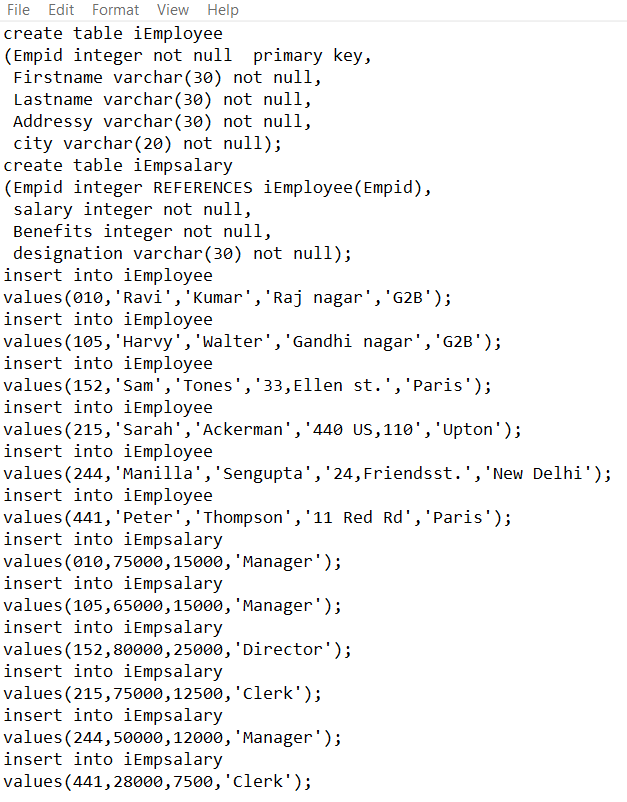 File Edit Format View Help
create table iEmployee
(Empid integer not null  primary key,
 Firstname varchar(30) not null,
 Lastname varchar(30) not null,
 Addressy varchar(30) not null,
 city varchar(20) not null);
create table iEmpsalary
(Empid integer REFERENCES iEmployee(Empid),
 salary integer not null,
 Benefits integer not null,
 designation varchar(30) not null);
insert into iEmployee
values(010,'Ravi','Kumar','Raj nagar','G2B');
insert into iEmployee
values(105,'Harvy','Walter','Gandhi nagar','G2B');
insert into iEmployee
values(152,'Sam','Tones','33,Ellen st.','Paris');
insert into iEmployee
values(215,'Sarah','Ackerman','440 US,110','Upton');
insert into iEmployee
values(244,'Manilla','Sengupta','24,Friendsst.','New Delhi');
insert into iEmployee
values(441,'Peter','Thompson','11 Red Rd','Paris');
insert into iEmpsalary
values(010,75000,15000,'Manager');
insert into iEmpsalary
values(105,65000,15000,'Manager');
insert into iEmpsalary
values(152,80000,25000,'Director');
insert into iEmpsalary
values(215,75000,12500,'Clerk');
insert into iEmpsalary
values(244,50000,12000,'Manager');
insert into iEmpsalary
values(441,28000,7500,'Clerk');